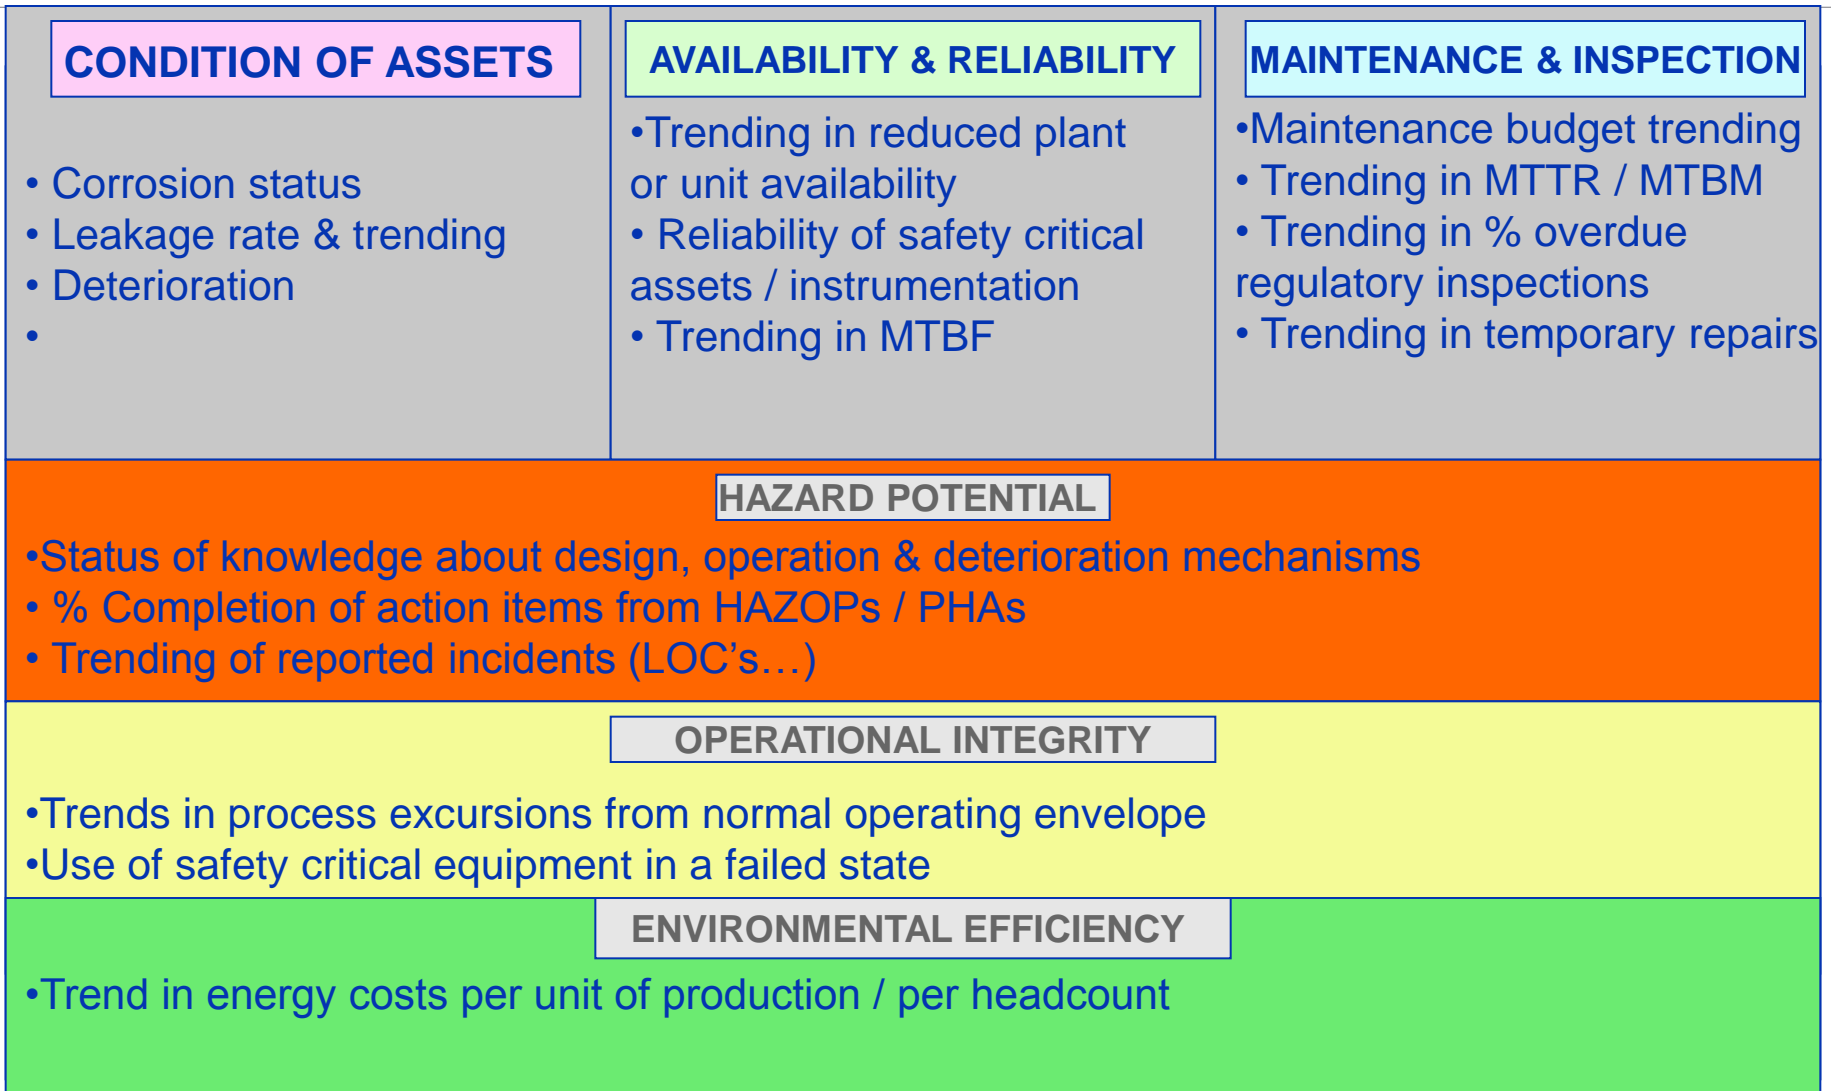 CONDITION OF ASSETS
• Corrosion status
• Leakage rate & trending
• Deterioration
•
AVAILABILITY & RELIABILITY
•Trending in reduced plant
or unit availability
• Reliability of safety critical
assets / instrumentation
• Trending in MTBF
MAINTENANCE & INSPECTION
•Maintenance budget trending
• Trending in MTTR / MTBM
• Trending in % overdue
regulatory inspections
• Trending in temporary repairs
HAZARD POTENTIAL
•Status of knowledge about design, operation & deterioration mechanisms
• % Completion of action items from HAZOPs / PHAs
• Trending of reported incidents (LOC’s…)
OPERATIONAL INTEGRITY
•Trends in process excursions from normal operating envelope
•Use of safety critical equipment in a failed state
ENVIRONMENTAL EFFICIENCY
•Trend in energy costs per unit of production / per headcount